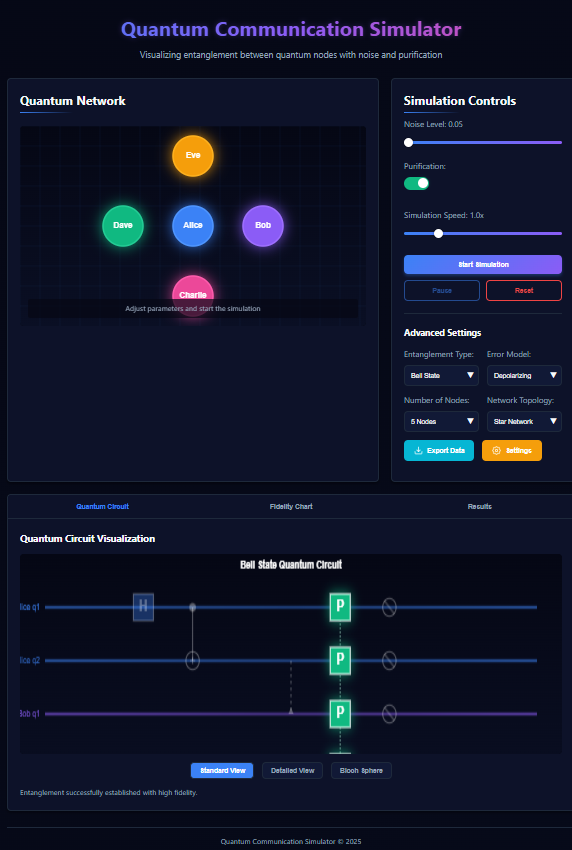 Quantum Communication Simulator
Visualizing entanglement between quantum nodes with noise and purification
Quantum Network
Eve
Dave
Alice
Bob
Charlie
Adjust parameters and start the simulation
Simulation Controls
Noise Level: 0.05
Purification:
Simulation Speed: 1.0x
Start Simulation
Pause
Reset
Advanced Settings
Entanglement Type:
Error Model:
Bell State
Depolarizing
Number of Nodes:
Network Topology:
5 Nodes
Star Network
Export Data
Settings
Quantum Circuit
Fidelity Chart
Results
Quantum Circuit Visualization
Bell State Quantum Circuit
lice q1
H
P
lice q2
P
Bob q1
P
Standard View
Detailed View
Bloch Sphere
Entanglement successfully established with high fidelity.
Quantum Communication Simulator © 2025